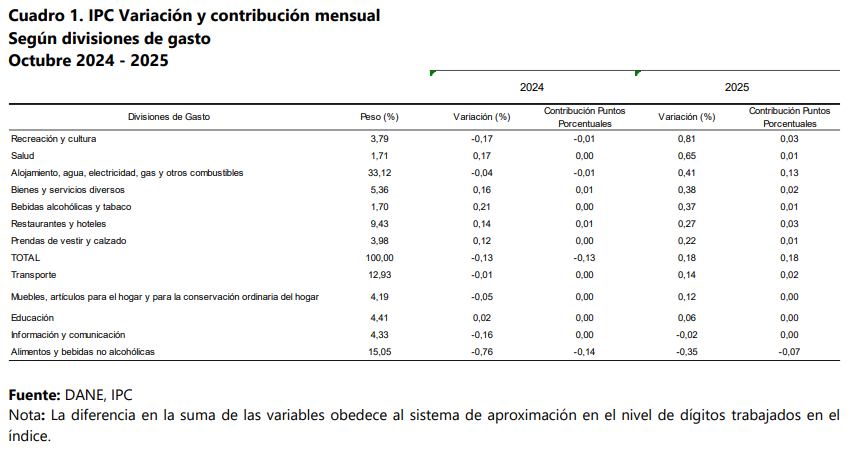 Cuadro 1. IPC Variación y contribución mensual
Según divisiones de gasto
Octubre 2024 - 2025
2024 2025
Divisiones de Gasto Peso (%) Variación (%) Contribución Puntos Porcentuales Variación (%) Contribución Puntos Porcentuales
Recreación y cultura 3,79 -0,17 -0,01 0,81 0,03
Salud 1,71 0,17 0,00 0,65 0,01
Alojamiento, agua, electricidad, gas y otros combustibles 33,12 -0,04 -0,01 0,41 0,13
Bienes y servicios diversos 5,36 0,16 0,01 0,38 0,02
Bebidas alcohólicas y tabaco 1,70 0,21 0,00 0,37 0,01
Restaurantes y hoteles 9,43 0,14 0,01 0,27 0,03
Prendas de vestir y calzado 3,98 0,12 0,00 0,22 0,01
TOTAL 100,00 -0,13 -0,13 0,18 0,18
Transporte 12,93 -0,01 0,00 0,14 0,02
Muebles, artículos para el hogar y para la conservación ordinaria del hogar 4,19 -0,05 0,00 0,12 0,00
Educación 4,41 0,02 0,00 0,06 0,00
Información y comunicación 4,33 -0,16 0,00 -0,02 0,00
Alimentos y bebidas no alcohólicas 15,05 -0,76 -0,14 -0,35 -0,07
Fuente: DANE, IPC
Nota: La diferencia en la suma de las variables obedece al sistema de aproximación en el nivel de dígitos trabajados en el
índice.